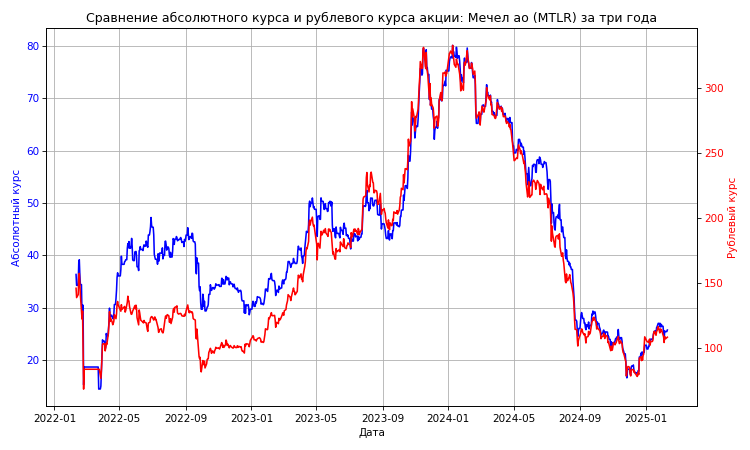 Сравнение абсолютного курса и рублевого курса акции: Мечел ао (MTLR) за три года
80
70
60
50
40
30
20
Абсолютный курс
300
250
200
150
100
Рублевый курс
2022-01 2022-05 2022-09 2023-01 2023-05 2023-09 2024-01 2024-05 2024-09 2025-01
Дата